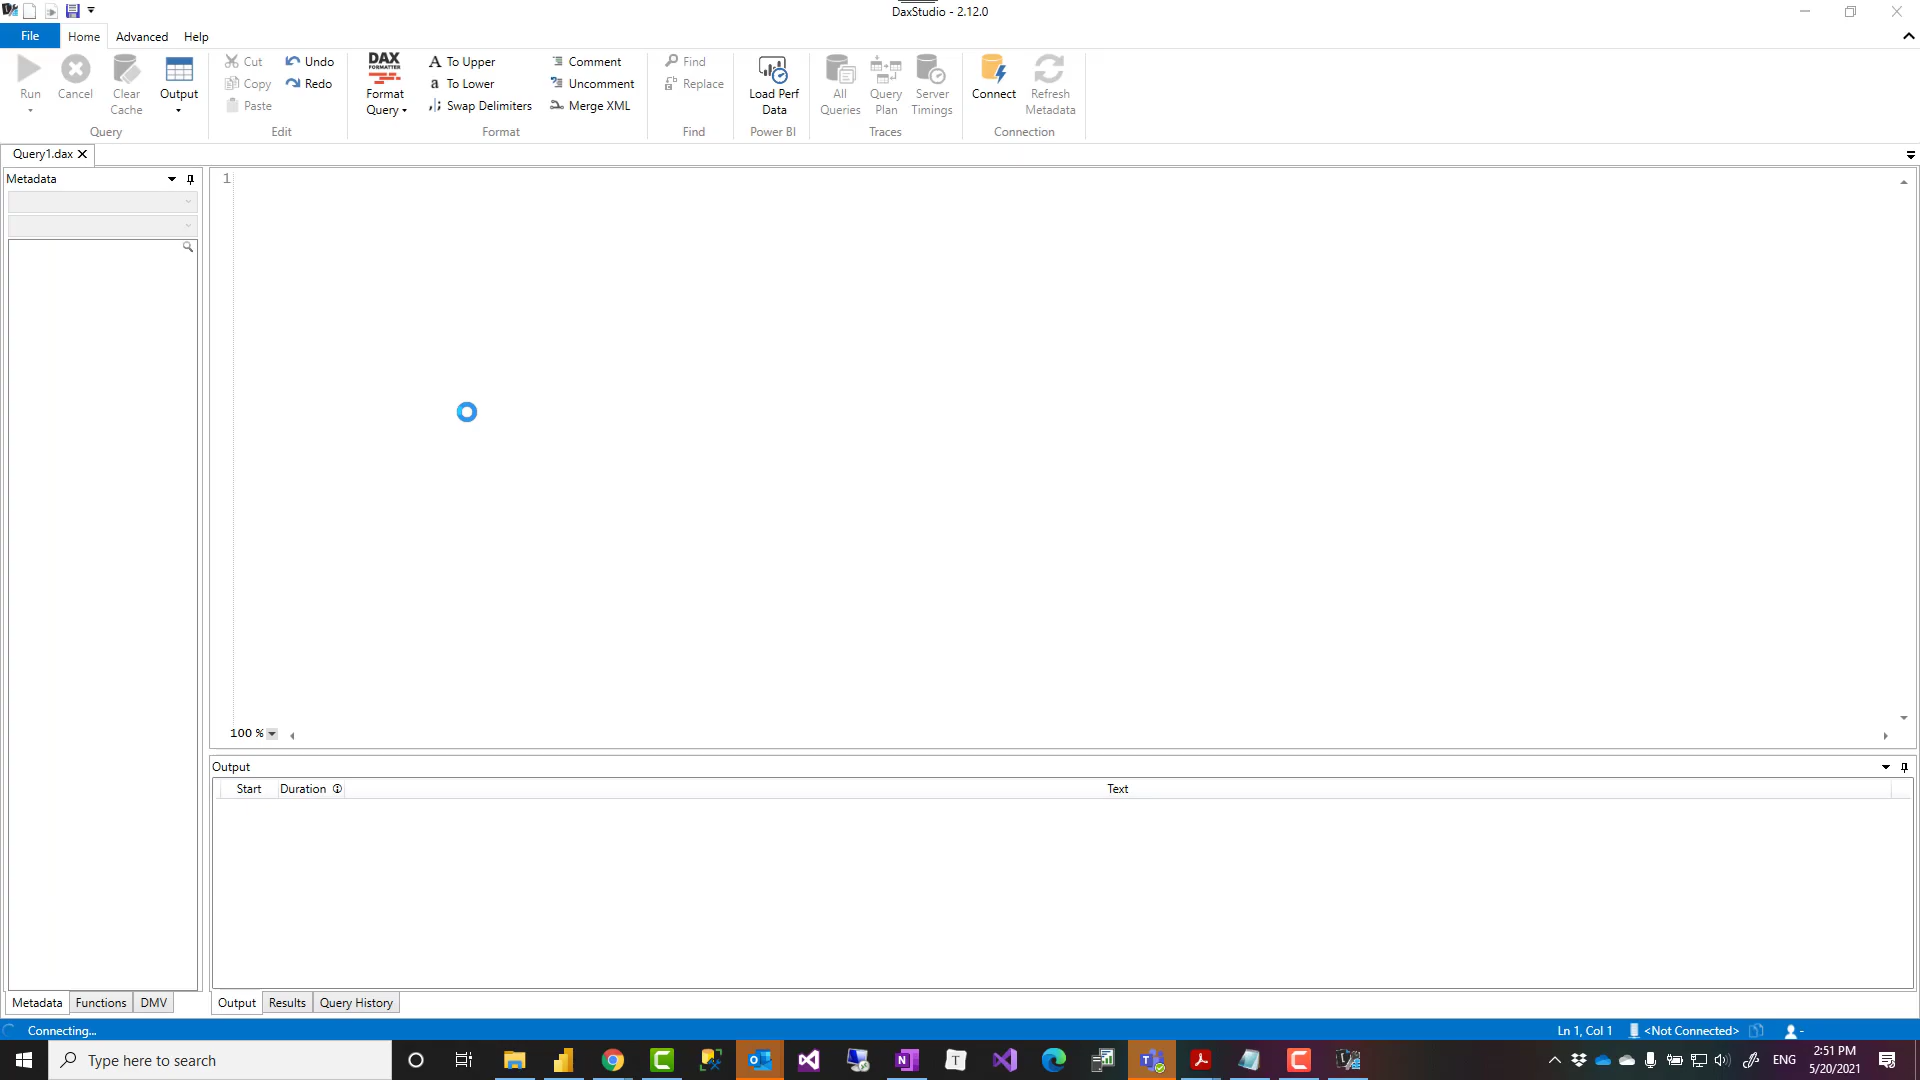 DaxStudio - 2.12.0
File Home Advanced Help
Run Cancel Clear Cache Output
Query
Cut Undo
Copy Redo
Paste
Edit
DAX FORMATTER
Format Query
A To Upper Comment
a To Lower Uncomment
Swap Delimiters Merge XML
Format
Find
Replace
Find
Load Perf Data
Power BI
All Queries Query Plan Server Timings
Traces
Connect Refresh Metadata
Connection
Query1.dax
Metadata
1
100 %
Output
Start Duration Text
Metadata Functions DMV
Output Results Query History
Connecting...
Ln 1, Col 1 <Not Connected> -
Type here to search
ENG
2:51 PM
5/20/2021